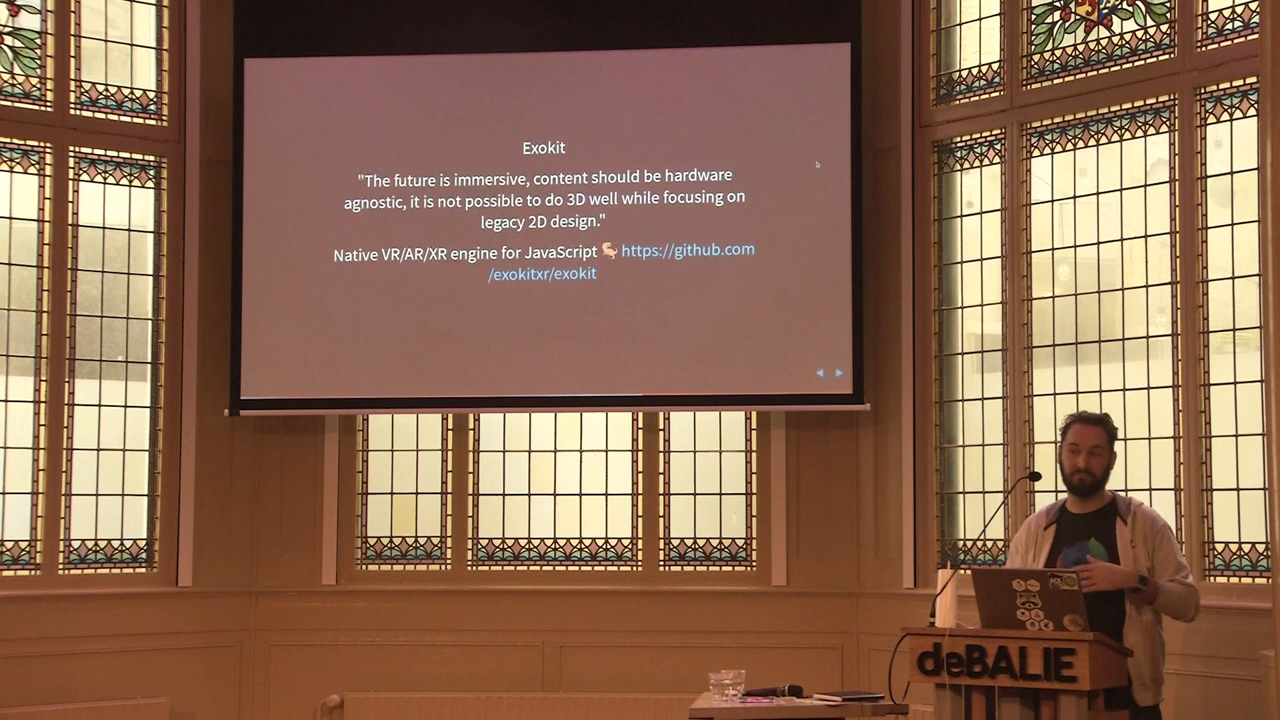 Exokit
"The future is immersive, content should be hardware
agnostic, it is not possible to do 3D well while focusing on
legacy 2D design."
Native VR/AR/XR engine for JavaScript 🦐 https://github.com
/exokitxr/exokit
deBALIE